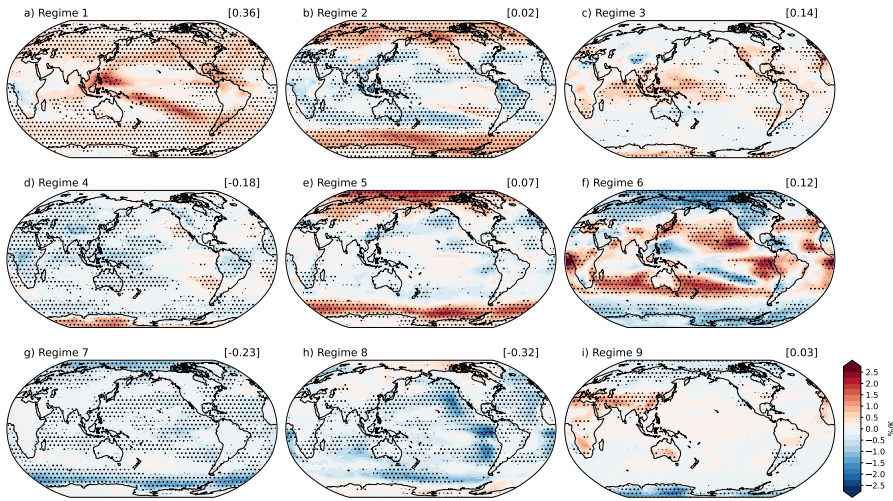 a) Regime 1 [0.36]
b) Regime 2 [0.02]
c) Regime 3 [0.14]
d) Regime 4 [-0.18]
e) Regime 5 [0.07]
f) Regime 6 [0.12]
g) Regime 7 [-0.23]
h) Regime 8 [-0.32]
i) Regime 9 [0.03]
2.5
2.0
1.5
1.0
0.5
0.0
−0.5
−1.0
−1.5
−2.0
−2.5
%/K